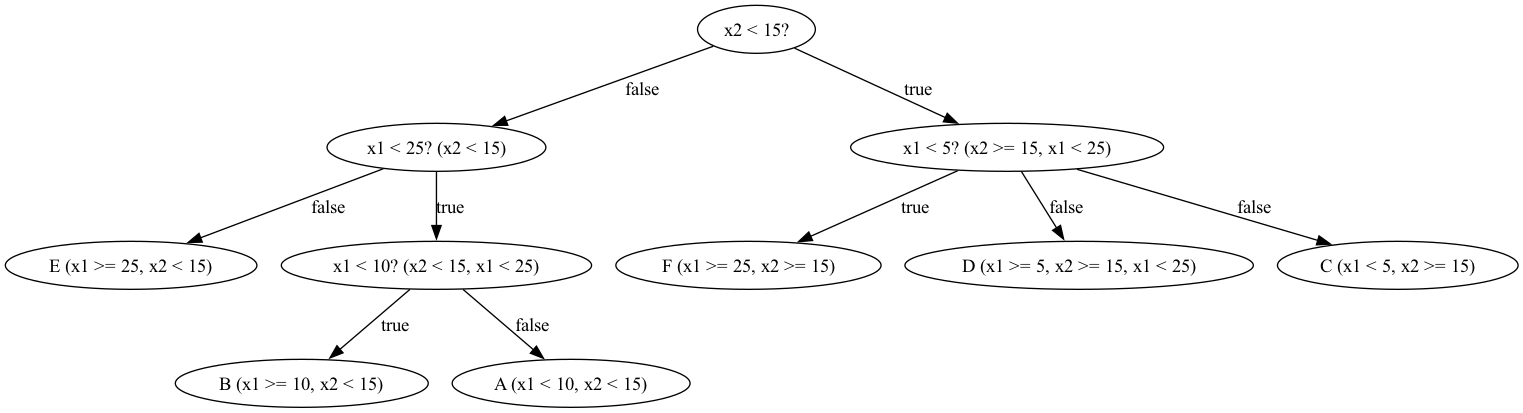 x2 < 15?
false
true
x1 < 25? (x2 < 15)
x1 < 5? (x2 >= 15, x1 < 25)
false
true
true
false
false
E (x1 >= 25, x2 < 15)
x1 < 10? (x2 < 15, x1 < 25)
F (x1 >= 25, x2 >= 15)
D (x1 >= 5, x2 >= 15, x1 < 25)
C (x1 < 5, x2 >= 15)
true
false
B (x1 >= 10, x2 < 15)
A (x1 < 10, x2 < 15)